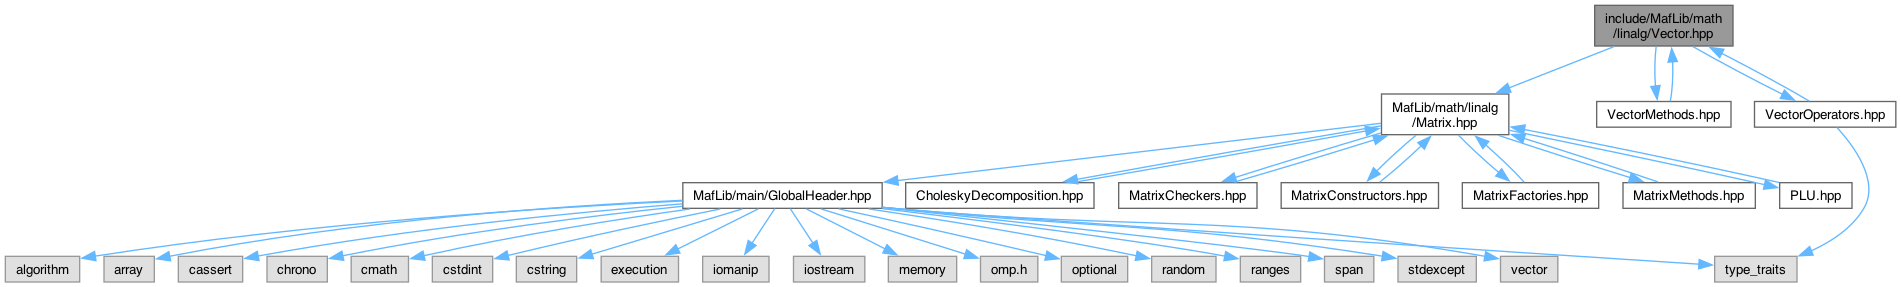 include/MafLib/math
/linalg/Vector.hpp
MafLib/math/linalg
/Matrix.hpp
VectorMethods.hpp
VectorOperators.hpp
MafLib/main/GlobalHeader.hpp
CholeskyDecomposition.hpp
MatrixCheckers.hpp
MatrixConstructors.hpp
MatrixFactories.hpp
MatrixMethods.hpp
PLU.hpp
algorithm
array
cassert
chrono
cmath
cstdint
cstring
execution
iomanip
iostream
memory
omp.h
optional
random
ranges
span
stdexcept
vector
type_traits